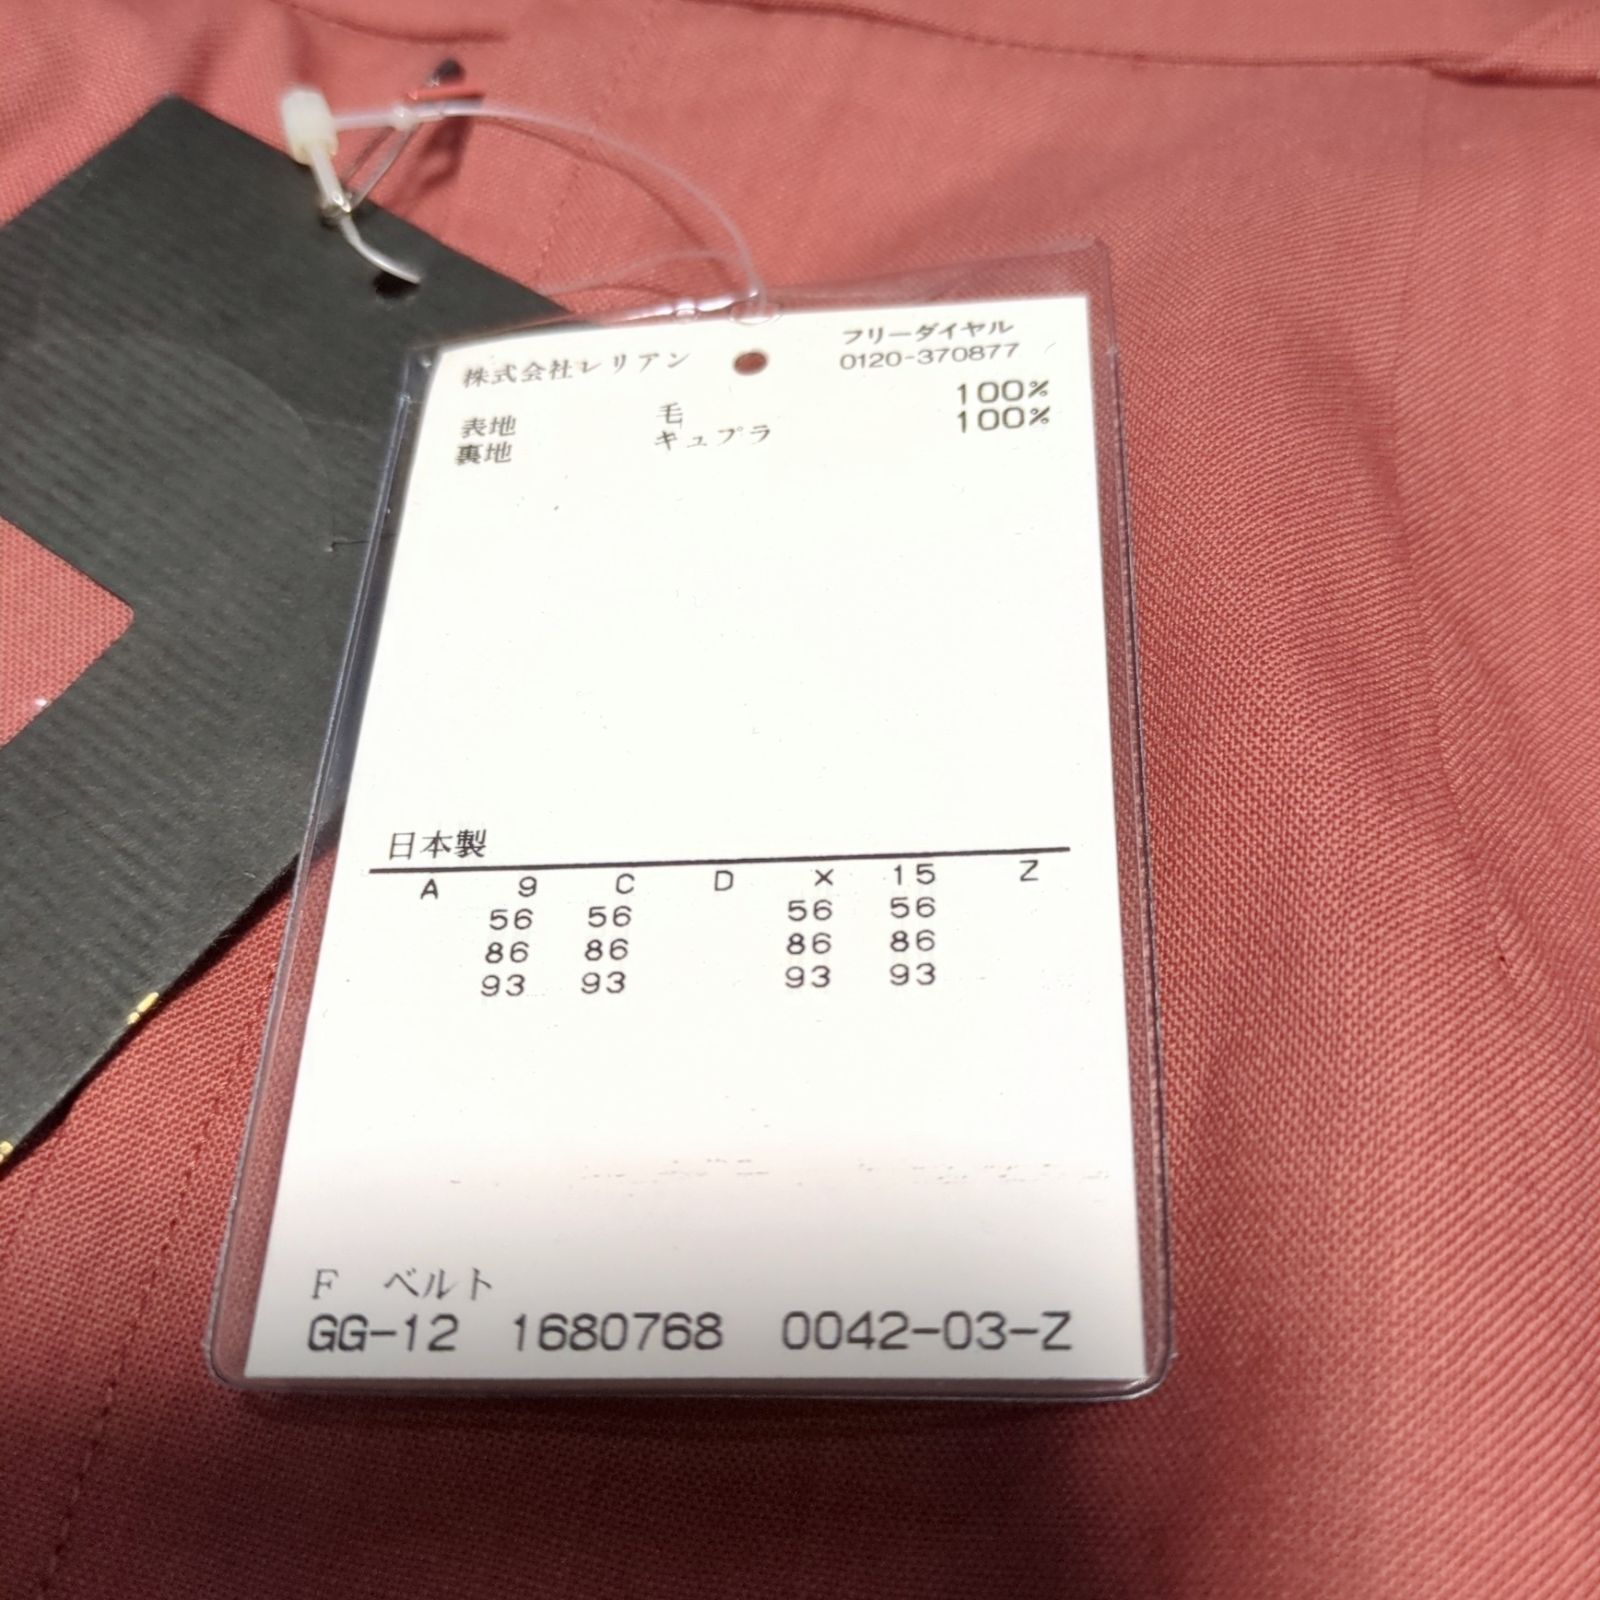 株式会社レリアン フリーダイヤル
0120-370877
表地 毛 100%
裏地 キュプラ 100%
日本製
A 9 C D X 15 Z
56 56 56 56
86 86 86 86
93 93 93 93
F ベルト
GG-12 1680768 0042-03-Z